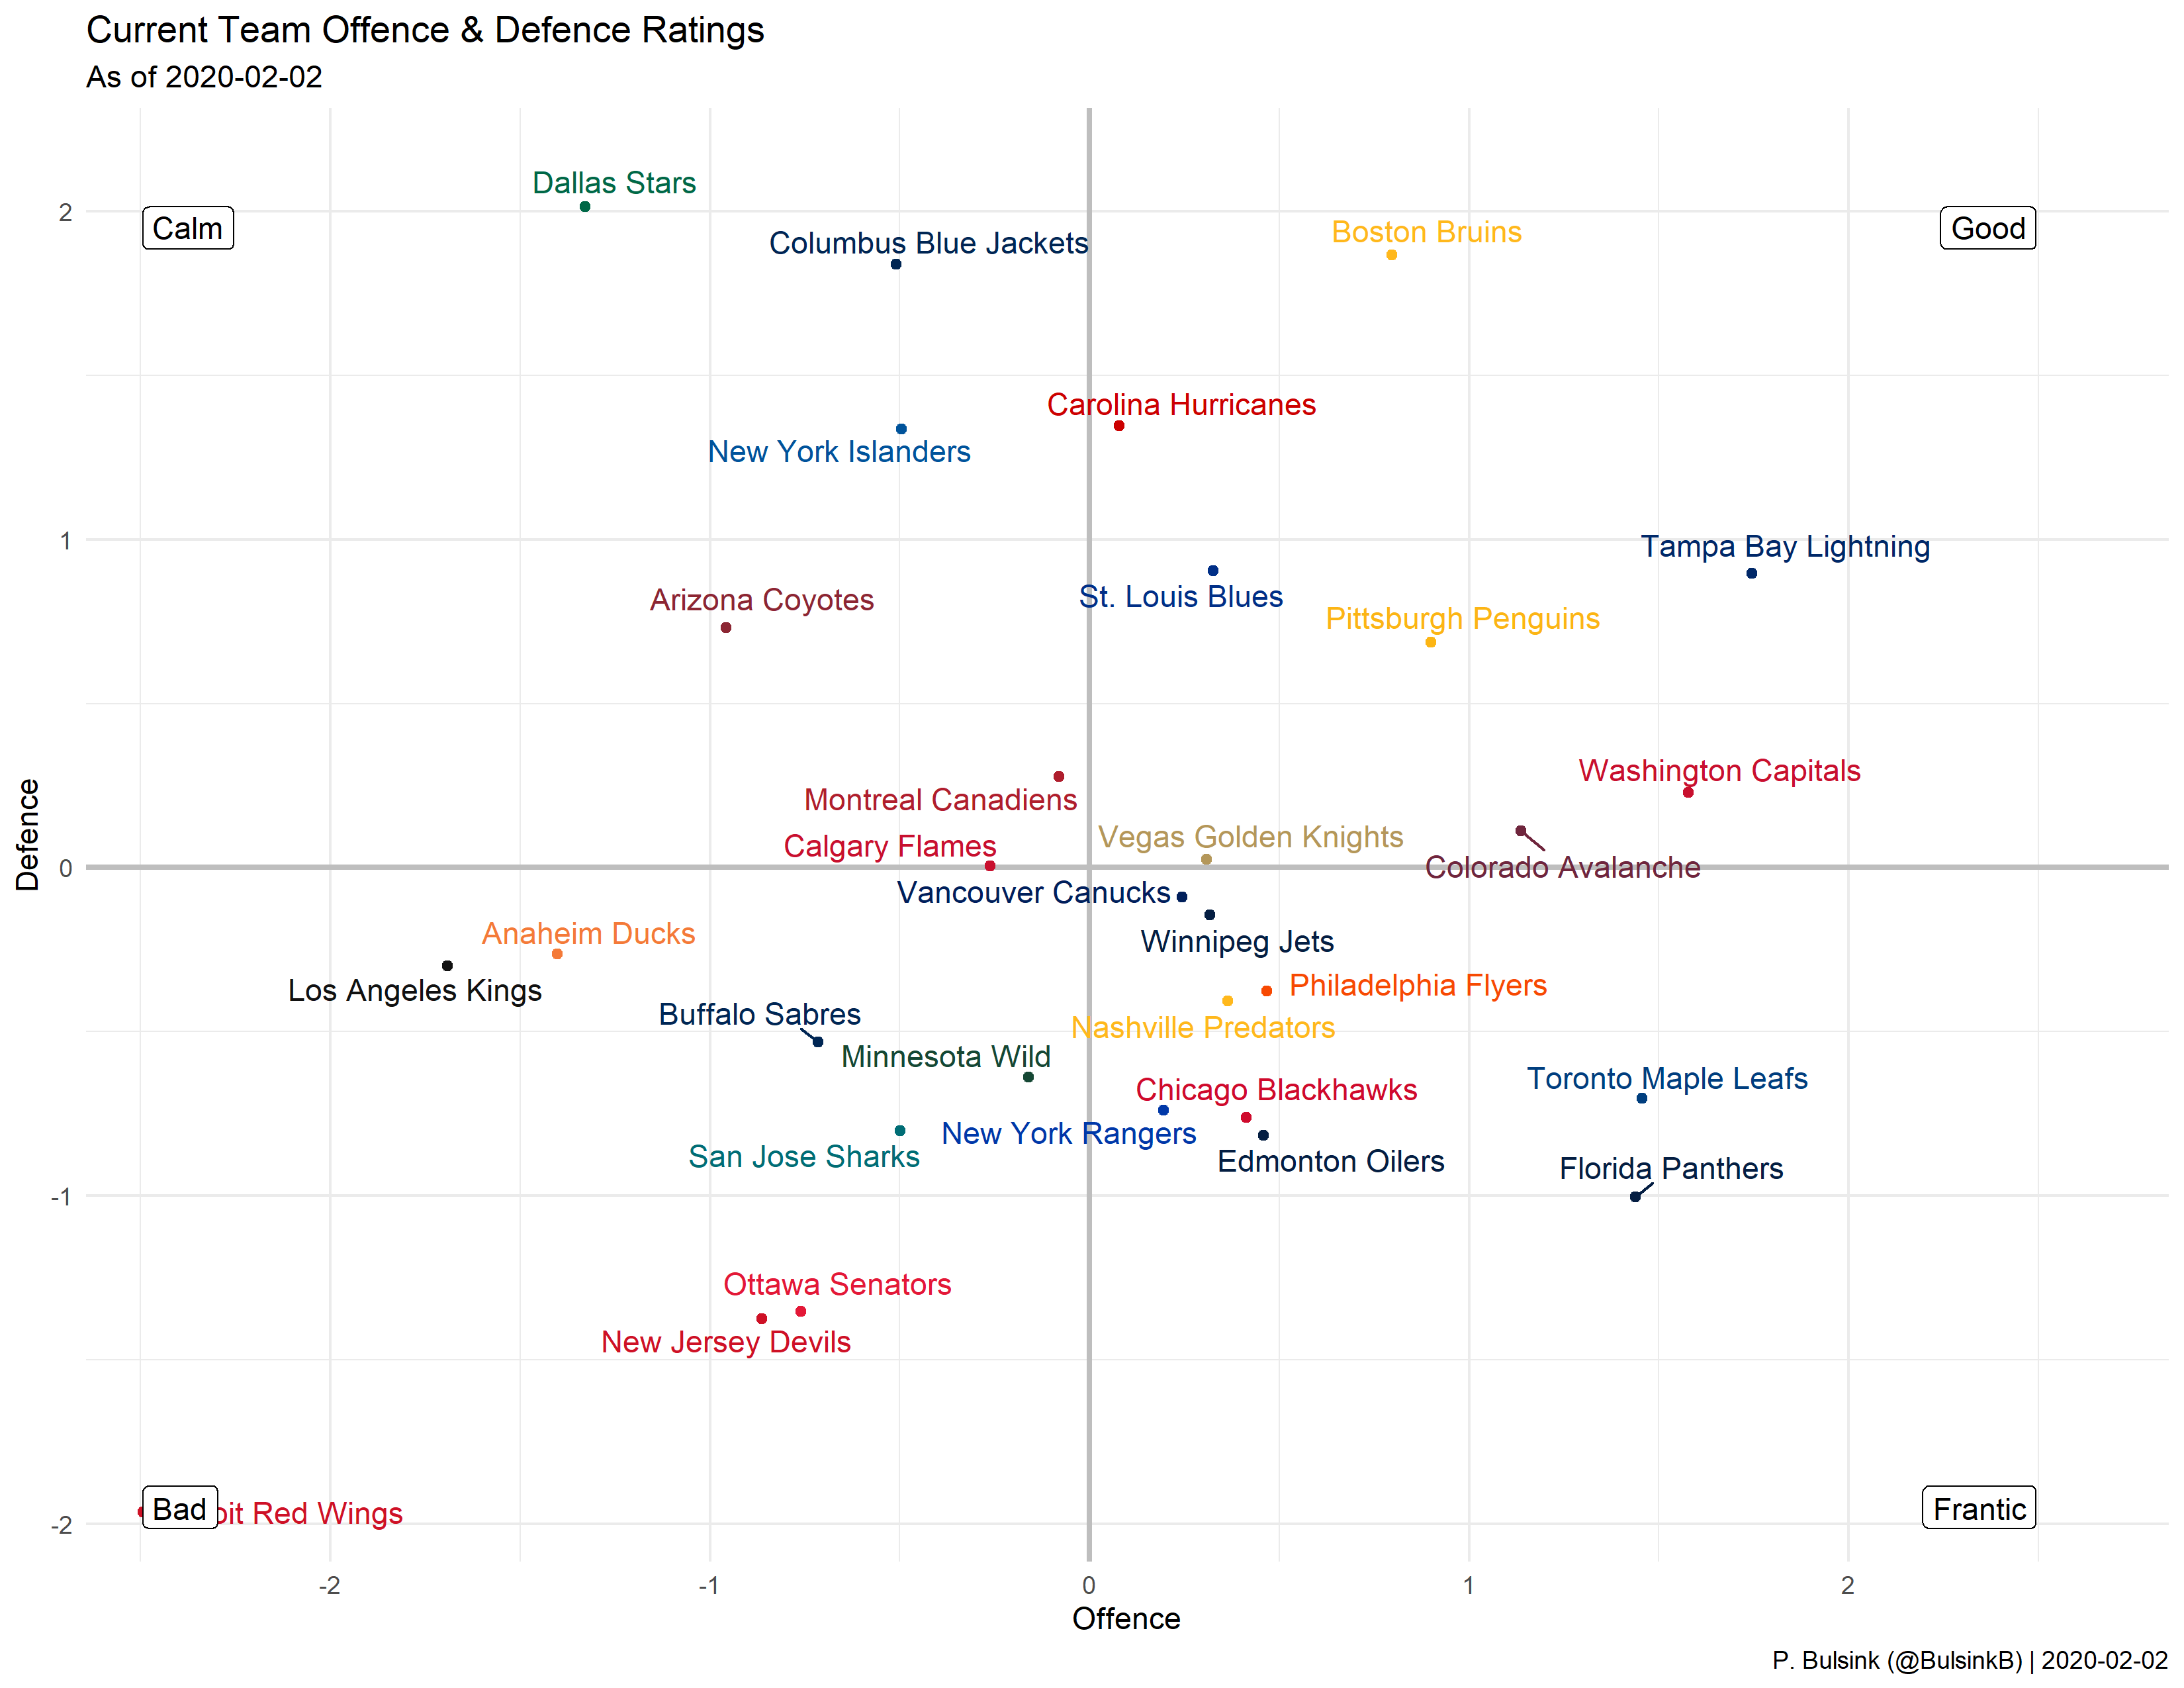 Current Team Offence & Defence Ratings
As of 2020-02-02
Dallas Stars
2
Calm
Good
Boston Bruins
Columbus Blue Jackets
Carolina Hurricanes
New York Islanders
1
Tampa Bay Lightning
Arizona Coyotes
St. Louis Blues
Pittsburgh Penguins
Washington Capitals
Montreal Canadiens
Vegas Golden Knights
Calgary Flames
Defence
0
Colorado Avalanche
Vancouver Canucks
Anaheim Ducks
Winnipeg Jets
Los Angeles Kings
Philadelphia Flyers
Buffalo Sabres
Nashville Predators
Minnesota Wild
Toronto Maple Leafs
Chicago Blackhawks
New York Rangers
San Jose Sharks
Edmonton Oilers
Florida Panthers
-1
Ottawa Senators
New Jersey Devils
Bad
Red Wings
Frantic
-2
-2 -1 0 1 2
Offence
P. Bulsink (@BulsinkB) | 2020-02-02